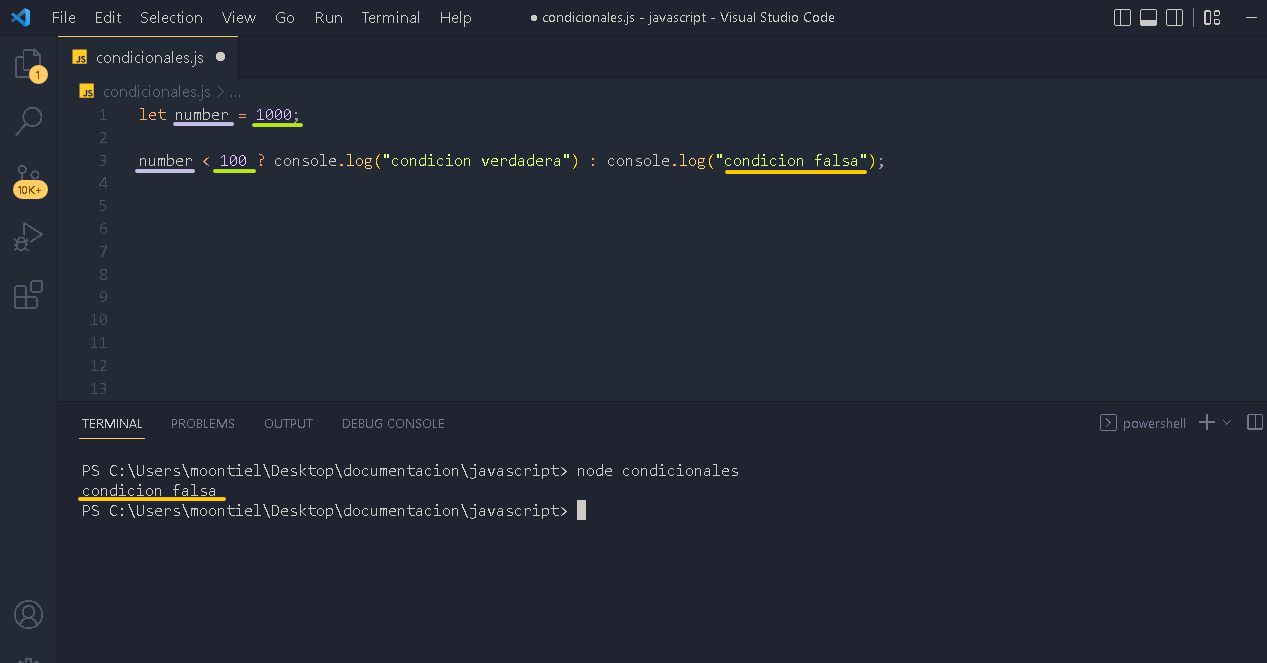 File Edit Selection View Go Run Terminal Help ● condicionales.js - javascript - Visual Studio Code
JS condicionales.js ●
JS condicionales.js > ...
1
1 let number = 1000;
2
3 number < 100 ? console.log("condicion verdadera") : console.log("condicion falsa");
10K+
4
5
6
7
8
9
10
11
12
13
TERMINAL PROBLEMS OUTPUT DEBUG CONSOLE powershell
PS C:\Users\moontiel\Desktop\documentacion\javascript> node condicionales
condicion falsa
PS C:\Users\moontiel\Desktop\documentacion\javascript>